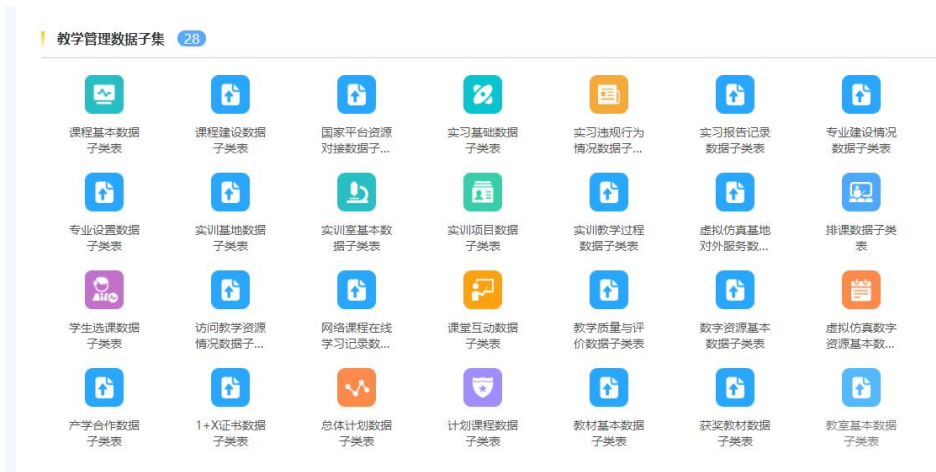 教学管理数据子集 28
课程基本数据 课程建设数据 国家平台资源 实习基础数据 实习违规行为 实习报告记录 专业建设情况
子类表 子类表 对接数据子... 子类表 情况数据子... 数据子类表 数据子类表
专业设置数据 实训基地数据 实训室基本数 实训项目数据 实训教学过程 虚拟仿真基地 排课数据子类
子类表 子类表 据子类表 子类表 数据子类表 对外服务数... 表
学生选课数据 访问教学资源 网络课程在线 课堂互动数据 教学质量与评 数字资源基本 虚拟仿真数字
子类表 情况数据子... 学习记录数... 子类表 价数据子类表 数据子类表 资源基本数...
产学合作数据 1+X证书数据 总体计划数据 计划课程数据 教材基本数据 获奖教材数据 教室基本数据
子类表 子类表 子类表 子类表 子类表 子类表 子类表